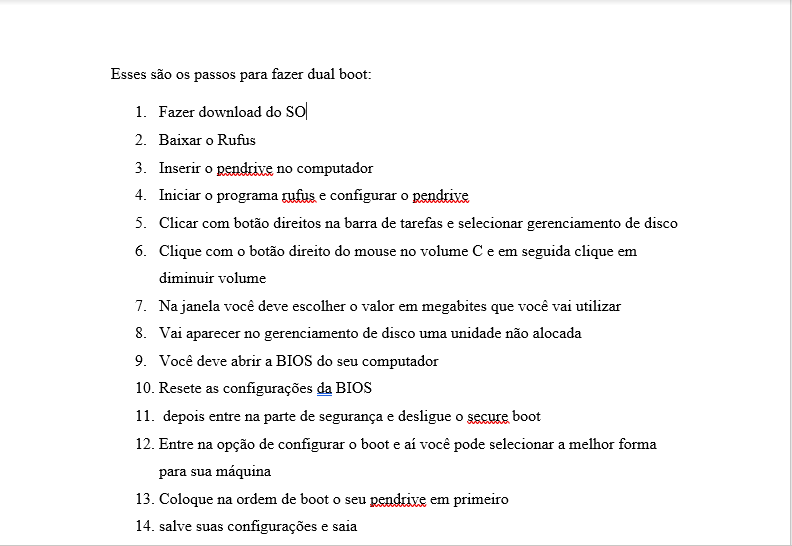 Esses são os passos para fazer dual boot:
1. Fazer download do SO
2. Baixar o Rufus
3. Inserir o pendrive no computador
4. Iniciar o programa rufus e configurar o pendrive
5. Clicar com botão direitos na barra de tarefas e selecionar gerenciamento de disco
6. Clique com o botão direito do mouse no volume C e em seguida clique em
diminuir volume
7. Na janela você deve escolher o valor em megabites que você vai utilizar
8. Vai aparecer no gerenciamento de disco uma unidade não alocada
9. Você deve abrir a BIOS do seu computador
10. Resete as configurações da BIOS
11. depois entre na parte de segurança e desligue o secure boot
12. Entre na opção de configurar o boot e aí você pode selecionar a melhor forma
para sua máquina
13. Coloque na ordem de boot o seu pendrive em primeiro
14. salve suas configurações e saia